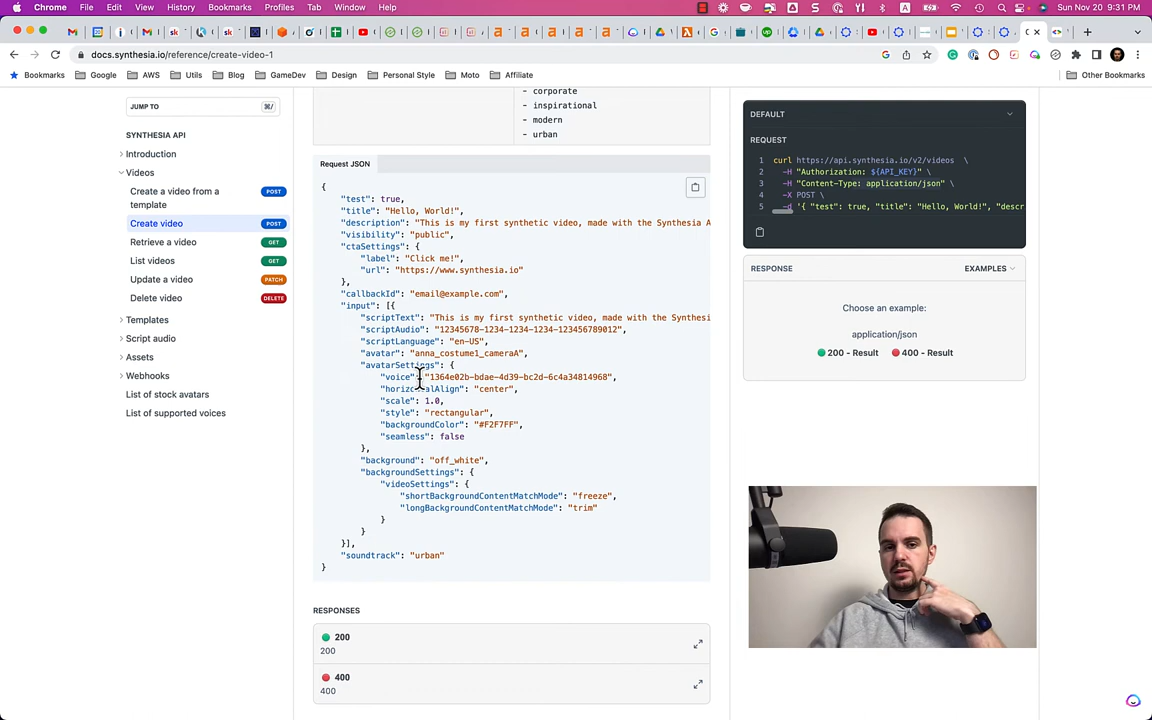 Chrome File Edit View History Bookmarks Profiles Tab Window Help Sun Nov 20 9:31 PM
docs.synthesia.io/reference/create-video-1
Bookmarks Google AWS Utils Blog GameDev Design Personal Style Moto Affiliate Other Bookmarks
JUMP TO ⌘/
SYNTHESIA API
Introduction
Videos
Create a video from a template POST
Create video POST
Retrieve a video GET
List videos GET
Update a video PATCH
Delete video DELETE
Templates
Script audio
Assets
Webhooks
List of stock avatars
List of supported voices
- corporate
- inspirational
- modern
- urban
Request JSON
{
"test": true,
"title": "Hello, World!",
"description": "This is my first synthetic video, made with the Synthesia A
"visibility": "public",
"ctaSettings": {
"label": "Click me!",
"url": "https://www.synthesia.io"
},
"callbackId": "email@example.com",
"input": [{
"scriptText": "This is my first synthetic video, made with the Synthesi
"scriptAudio": "12345678-1234-1234-1234-123456789012",
"scriptLanguage": "en-US",
"avatar": "anna_costume1_cameraA",
"avatarSettings": {
"voice": "1364e02b-bdae-4d39-bc2d-6c4a34814968",
"horizontalAlign": "center",
"scale": 1.0,
"style": "rectangular",
"backgroundColor": "#F2F7FF",
"seamless": false
},
"background": "off_white",
"backgroundSettings": {
"videoSettings": {
"shortBackgroundContentMatchMode": "freeze",
"longBackgroundContentMatchMode": "trim"
}
}
}],
"soundtrack": "urban"
}
RESPONSES
200
200
400
400
DEFAULT
REQUEST
1 curl https://api.synthesia.io/v2/videos \
2 -H "Authorization: ${API_KEY}" \
3 -H "Content-Type: application/json" \
4 -X POST \
5 -d '{ "test": true, "title": "Hello, World!", "descr
RESPONSE EXAMPLES
Choose an example:
application/json
200 - Result 400 - Result